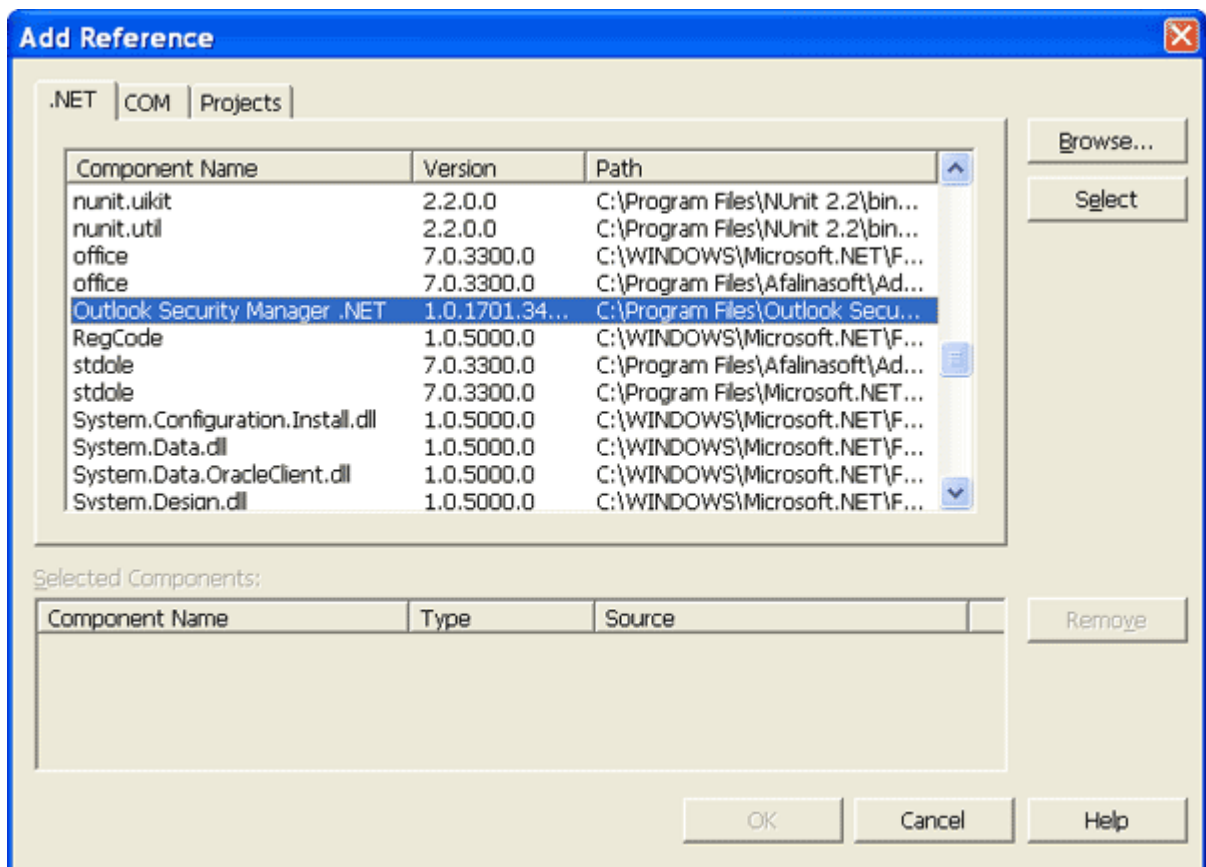 Add Reference
.NET COM Projects
Browse...
Select
Component Name Version Path
nunit.uikit 2.2.0.0 C:\Program Files\NUnit 2.2\bin...
nunit.util 2.2.0.0 C:\Program Files\NUnit 2.2\bin...
office 7.0.3300.0 C:\WINDOWS\Microsoft.NET\F...
office 7.0.3300.0 C:\Program Files\Afalinasoft\Ad...
Outlook Security Manager .NET 1.0.1701.34... C:\Program Files\Outlook Secu...
RegCode 1.0.5000.0 C:\WINDOWS\Microsoft.NET\F...
stdole 7.0.3300.0 C:\Program Files\Afalinasoft\Ad...
stdole 7.0.3300.0 C:\Program Files\Microsoft.NET...
System.Configuration.Install.dll 1.0.5000.0 C:\WINDOWS\Microsoft.NET\F...
System.Data.dll 1.0.5000.0 C:\WINDOWS\Microsoft.NET\F...
System.Data.OracleClient.dll 1.0.5000.0 C:\WINDOWS\Microsoft.NET\F...
System.Design.dll 1.0.5000.0 C:\WINDOWS\Microsoft.NET\F...
Selected Components:
Component Name Type Source
Remove
OK Cancel Help